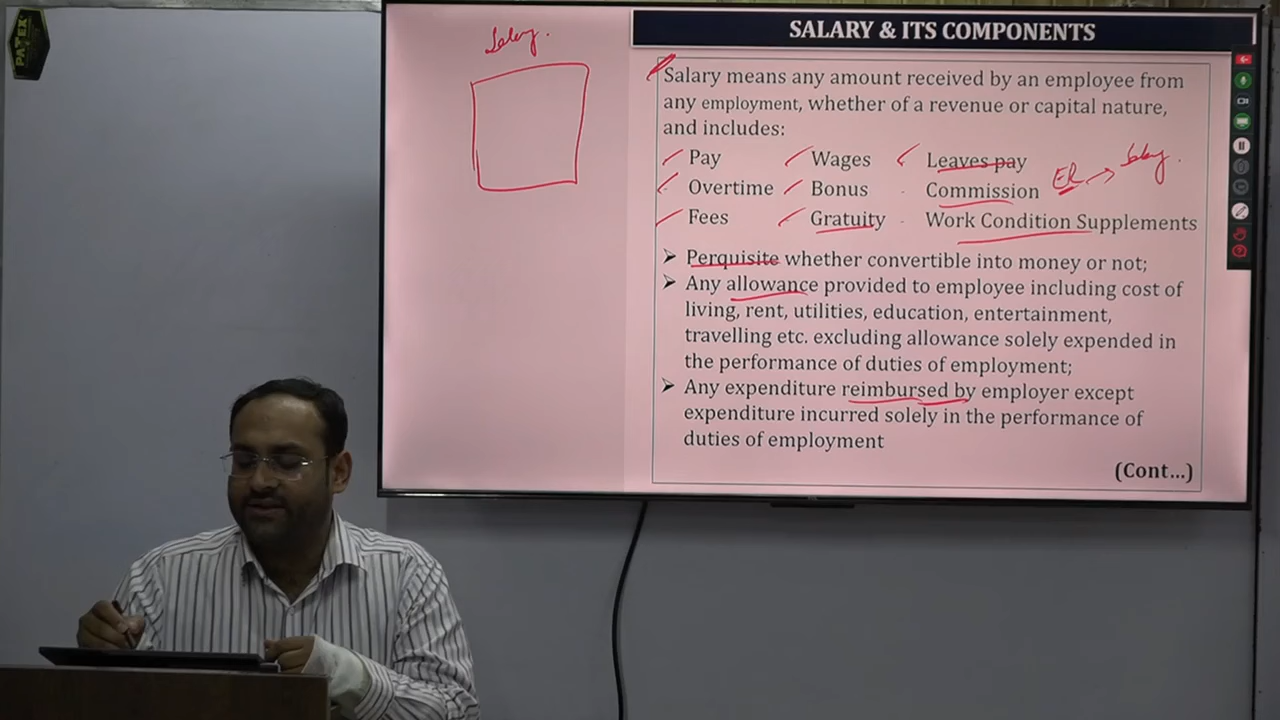 PATEX
Salary.
SALARY & ITS COMPONENTS
Salary means any amount received by an employee from
any employment, whether of a revenue or capital nature,
and includes:
Pay Wages Leaves pay
Overtime Bonus Commission ER → Salary.
Fees Gratuity Work Condition Supplements
➤ Perquisite whether convertible into money or not;
➤ Any allowance provided to employee including cost of
living, rent, utilities, education, entertainment,
travelling etc. excluding allowance solely expended in
the performance of duties of employment;
➤ Any expenditure reimbursed by employer except
expenditure incurred solely in the performance of
duties of employment
(Cont...)